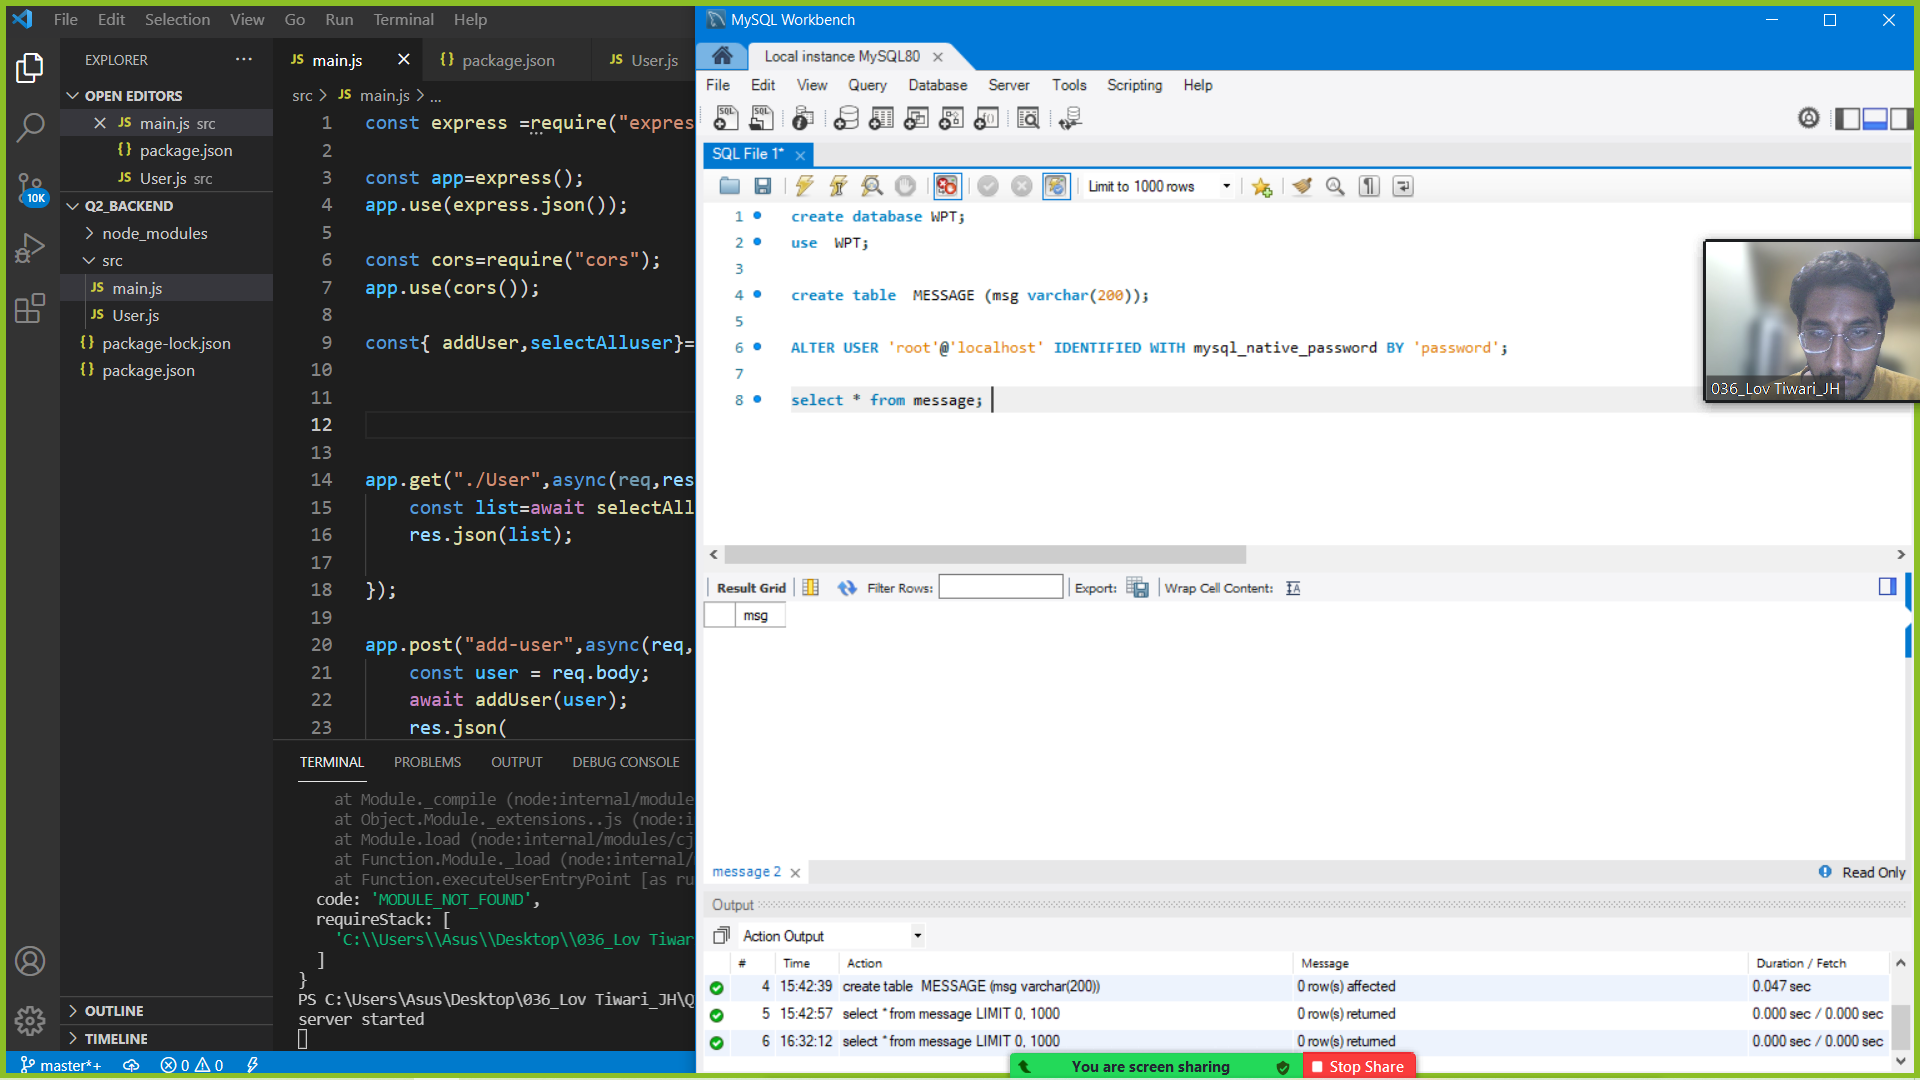 File Edit Selection View Go Run Terminal Help
EXPLORER ...
OPEN EDITORS
JS main.js src
{} package.json
JS User.js src
10K
Q2_BACKEND
node_modules
src
JS main.js
JS User.js
{} package-lock.json
{} package.json
OUTLINE
TIMELINE
master*+ 0 0
JS main.js {} package.json JS User.js
src > JS main.js > ...
1 const express =require("expres
2
3 const app=express();
4 app.use(express.json());
5
6 const cors=require("cors");
7 app.use(cors());
8
9 const{ addUser,selectAlluser}=
10
11
12
13
14 app.get("./User",async(req,res
15 const list=await selectAll
16 res.json(list);
17
18 });
19
20 app.post("add-user",async(req,
21 const user = req.body;
22 await addUser(user);
23 res.json(
TERMINAL PROBLEMS OUTPUT DEBUG CONSOLE
at Module._compile (node:internal/module
at Object.Module._extensions..js (node:i
at Module.load (node:internal/modules/cj
at Function.Module._load (node:internal/
at Function.executeUserEntryPoint [as ru
code: 'MODULE_NOT_FOUND',
requireStack: [
'C:\\Users\\Asus\\Desktop\\036_Lov Tiwar
]
}
PS C:\Users\Asus\Desktop\036_Lov Tiwari_JH\Q
server started
MySQL Workbench
Local instance MySQL80
File Edit View Query Database Server Tools Scripting Help
SQL File 1*
Limit to 1000 rows
1 create database WPT;
2 use WPT;
3
4 create table MESSAGE (msg varchar(200));
5
6 ALTER USER 'root'@'localhost' IDENTIFIED WITH mysql_native_password BY 'password';
7
8 select * from message;
036_Lov Tiwari_JH
Result Grid Filter Rows: Export: Wrap Cell Content: IA
msg
message 2
Read Only
Output
Action Output
# Time Action Message Duration / Fetch
4 15:42:39 create table MESSAGE (msg varchar(200)) 0 row(s) affected 0.047 sec
5 15:42:57 select * from message LIMIT 0, 1000 0 row(s) returned 0.000 sec / 0.000 sec
6 16:32:12 select * from message LIMIT 0, 1000 0 row(s) returned 0.000 sec / 0.000 sec
You are screen sharing Stop Share